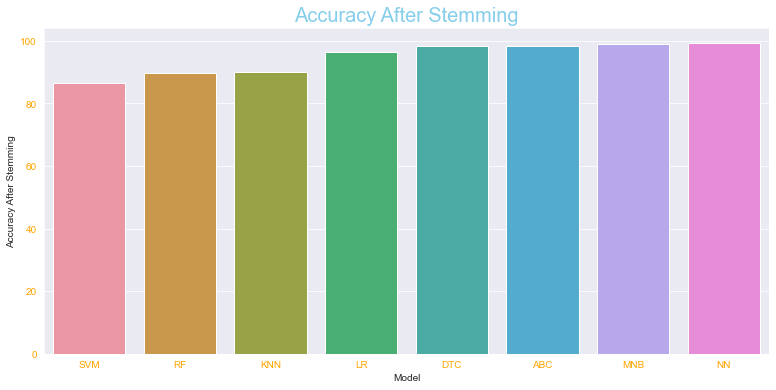 Accuracy After Stemming
Accuracy After Stemming
100
80
60
40
20
0
SVM RF KNN LR DTC ABC MNB NN
Model